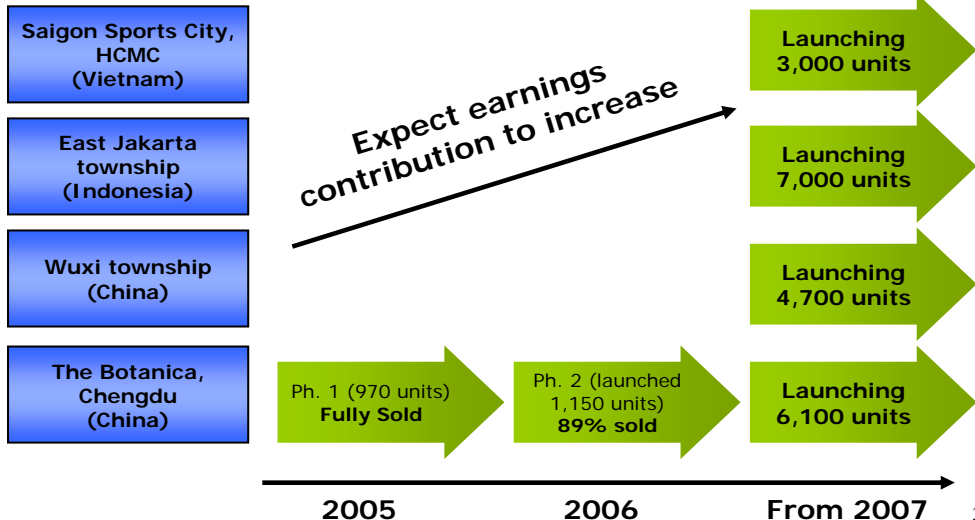 Saigon Sports City,
HCMC
(Vietnam)
Launching
3,000 units
Expect earnings
contribution to increase
East Jakarta
township
(Indonesia)
Launching
7,000 units
Wuxi township
(China)
Launching
4,700 units
The Botanica,
Chengdu
(China)
Ph. 1 (970 units)
Fully Sold
Ph. 2 (launched
1,150 units)
89% sold
Launching
6,100 units
2005
2006
From 2007